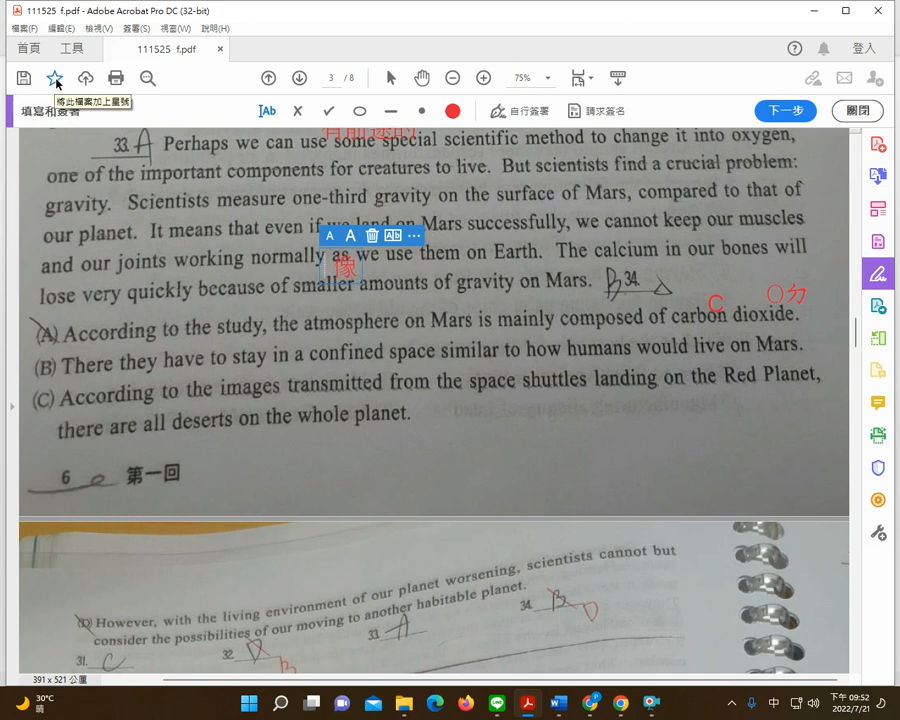 111525 f.pdf - Adobe Acrobat Pro DC (32-bit)
檔案(F) 編輯(E) 檢視(V) 簽署(S) 視窗(W) 說明(H)
首頁 工具 111525 f.pdf × 登入
3 / 8 75%
將此檔案加上星號
填寫和簽署 Ab 自行簽署 請求簽名 下一步 關閉
有前途的
33. A Perhaps we can use some special scientific method to change it into oxygen,
one of the important components for creatures to live. But scientists find a crucial problem:
gravity. Scientists measure one-third gravity on the surface of Mars, compared to that of
our planet. It means that even if we land on Mars successfully, we cannot keep our muscles
A A Ab ...
and our joints working normally as we use them on Earth. The calcium in our bones will
像
lose very quickly because of smaller amounts of gravity on Mars. B 34.
C O ㄉ
(A) According to the study, the atmosphere on Mars is mainly composed of carbon dioxide.
(B) There they have to stay in a confined space similar to how humans would live on Mars.
(C) According to the images transmitted from the space shuttles landing on the Red Planet,
there are all deserts on the whole planet.
6 第一回
(D) However, with the living environment of our planet worsening, scientists cannot but
consider the possibilities of our moving to another habitable planet.
31. C 32. D B 33. A 34. B D
391 x 521 公厘
30°C
晴
中
下午 09:52
2022/7/21